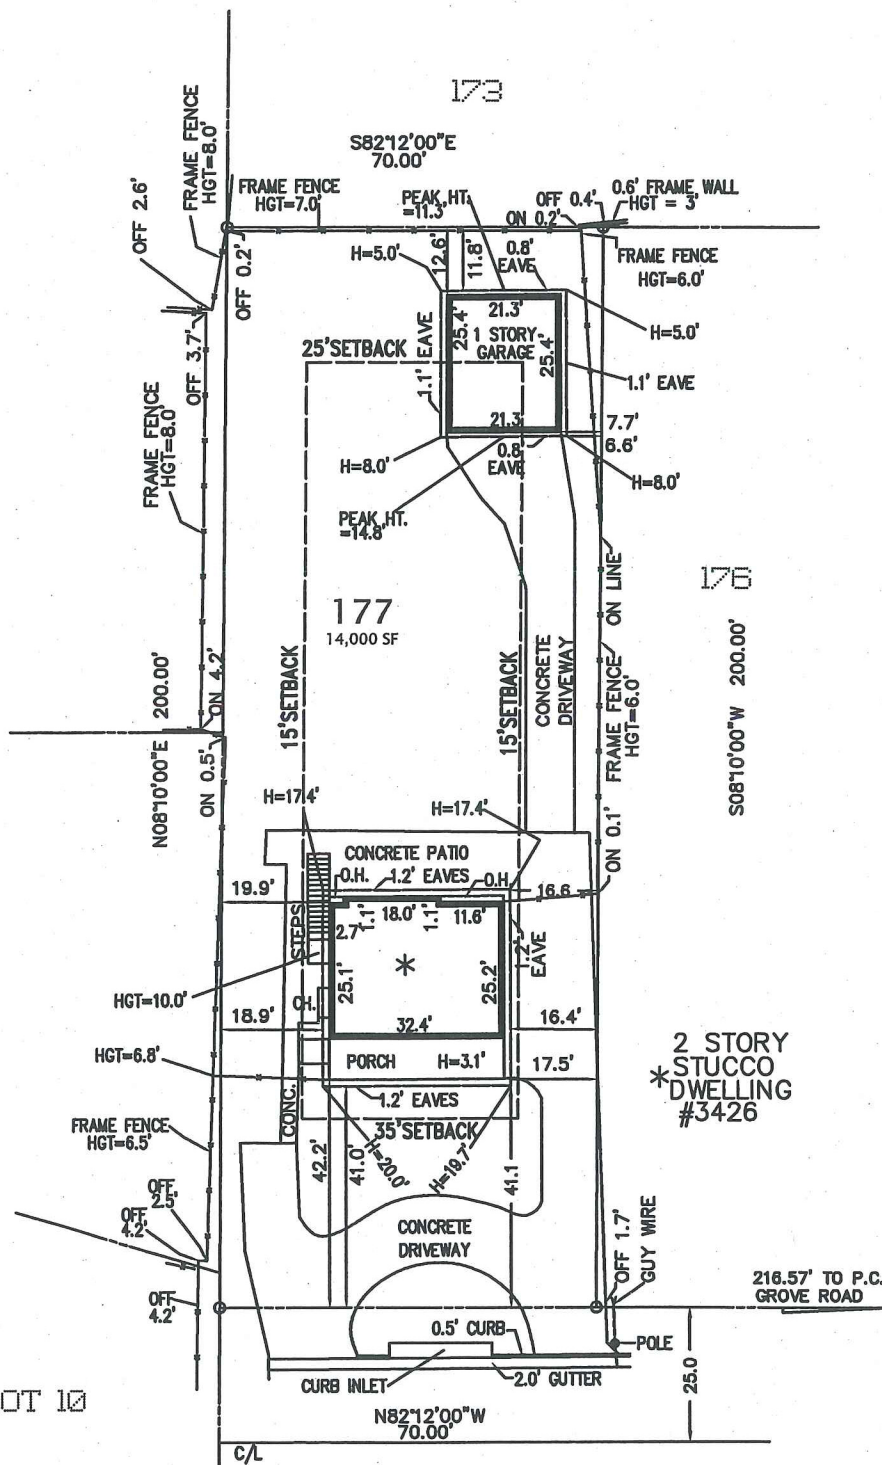 173
S82°12'00"E
70.00'
FRAME FENCE
HGT=8.0'
FRAME FENCE
HGT=7.0'
PEAK HT.
=11.3'
OFF 0.4'
ON 0.2'
0.6' FRAME WALL
HGT = 3'
OFF 2.6'
OFF 0.2'
H=5.0'
12.6'
11.8'
0.8'
EAVE
FRAME FENCE
HGT=6.0'
21.3'
25.4'
1 STORY
GARAGE
25.4'
H=5.0'
OFF 3.7'
25'SETBACK
1.1' EAVE
1.1' EAVE
21.3
7.7'
6.6'
FRAME FENCE
HGT=8.0'
H=8.0'
0.8'
EAVE
H=8.0'
PEAK HT.
=14.8'
ON LINE
176
177
14,000 SF
N08°10'00"E 200.00'
ON 4.2'
15'SETBACK
15'SETBACK
CONCRETE
DRIVEWAY
FRAME FENCE
HGT=6.0'
S08°10'00"W 200.00'
ON 0.5'
H=17.4'
H=17.4'
ON 0.1'
CONCRETE PATIO
O.H.
1.2' EAVES
O.H.
19.9'
16.6
STEPS
2.7'
1.1'
18.0'
1.1'
11.6'
1.2'
EAVE
*
25.1'
25.2'
HGT=10.0'
O.H.
18.9'
32.4'
16.4'
HGT=6.8'
PORCH
H=3.1'
17.5'
2 STORY
*STUCCO
DWELLING
#3426
CONC.
1.2' EAVES
FRAME FENCE
HGT=6.5'
35'SETBACK
42.2'
41.0'
H=20.0'
H=19.7'
41.1
OFF
2.5'
OFF
4.2'
CONCRETE
DRIVEWAY
OFF 1.7'
GUY WIRE
OFF
4.2'
216.57' TO P.C.
GROVE ROAD
0.5' CURB
POLE
CURB INLET
2.0' GUTTER
25.0
OT 10
N82°12'00"W
70.00'
C/L